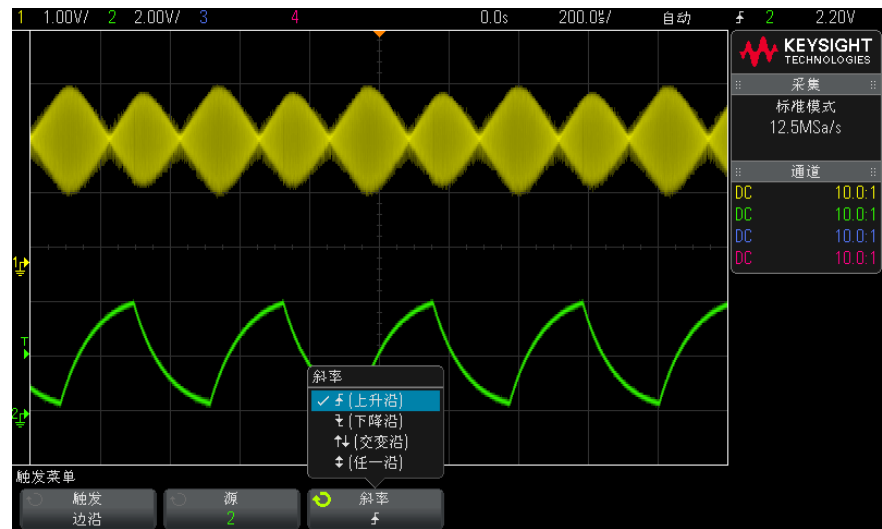 1 1.00V/ 2 2.00V/ 3 4 0.0s 200.0㎲/ 自动 2 2.20V
KEYSIGHT
TECHNOLOGIES
采集
标准模式
12.5MSa/s
通道
DC 10.0:1
DC 10.0:1
DC 10.0:1
DC 10.0:1
1
T
2
斜率
(上升沿)
(下降沿)
(交变沿)
(任一沿)
触发菜单
触发 源 斜率
边沿 2